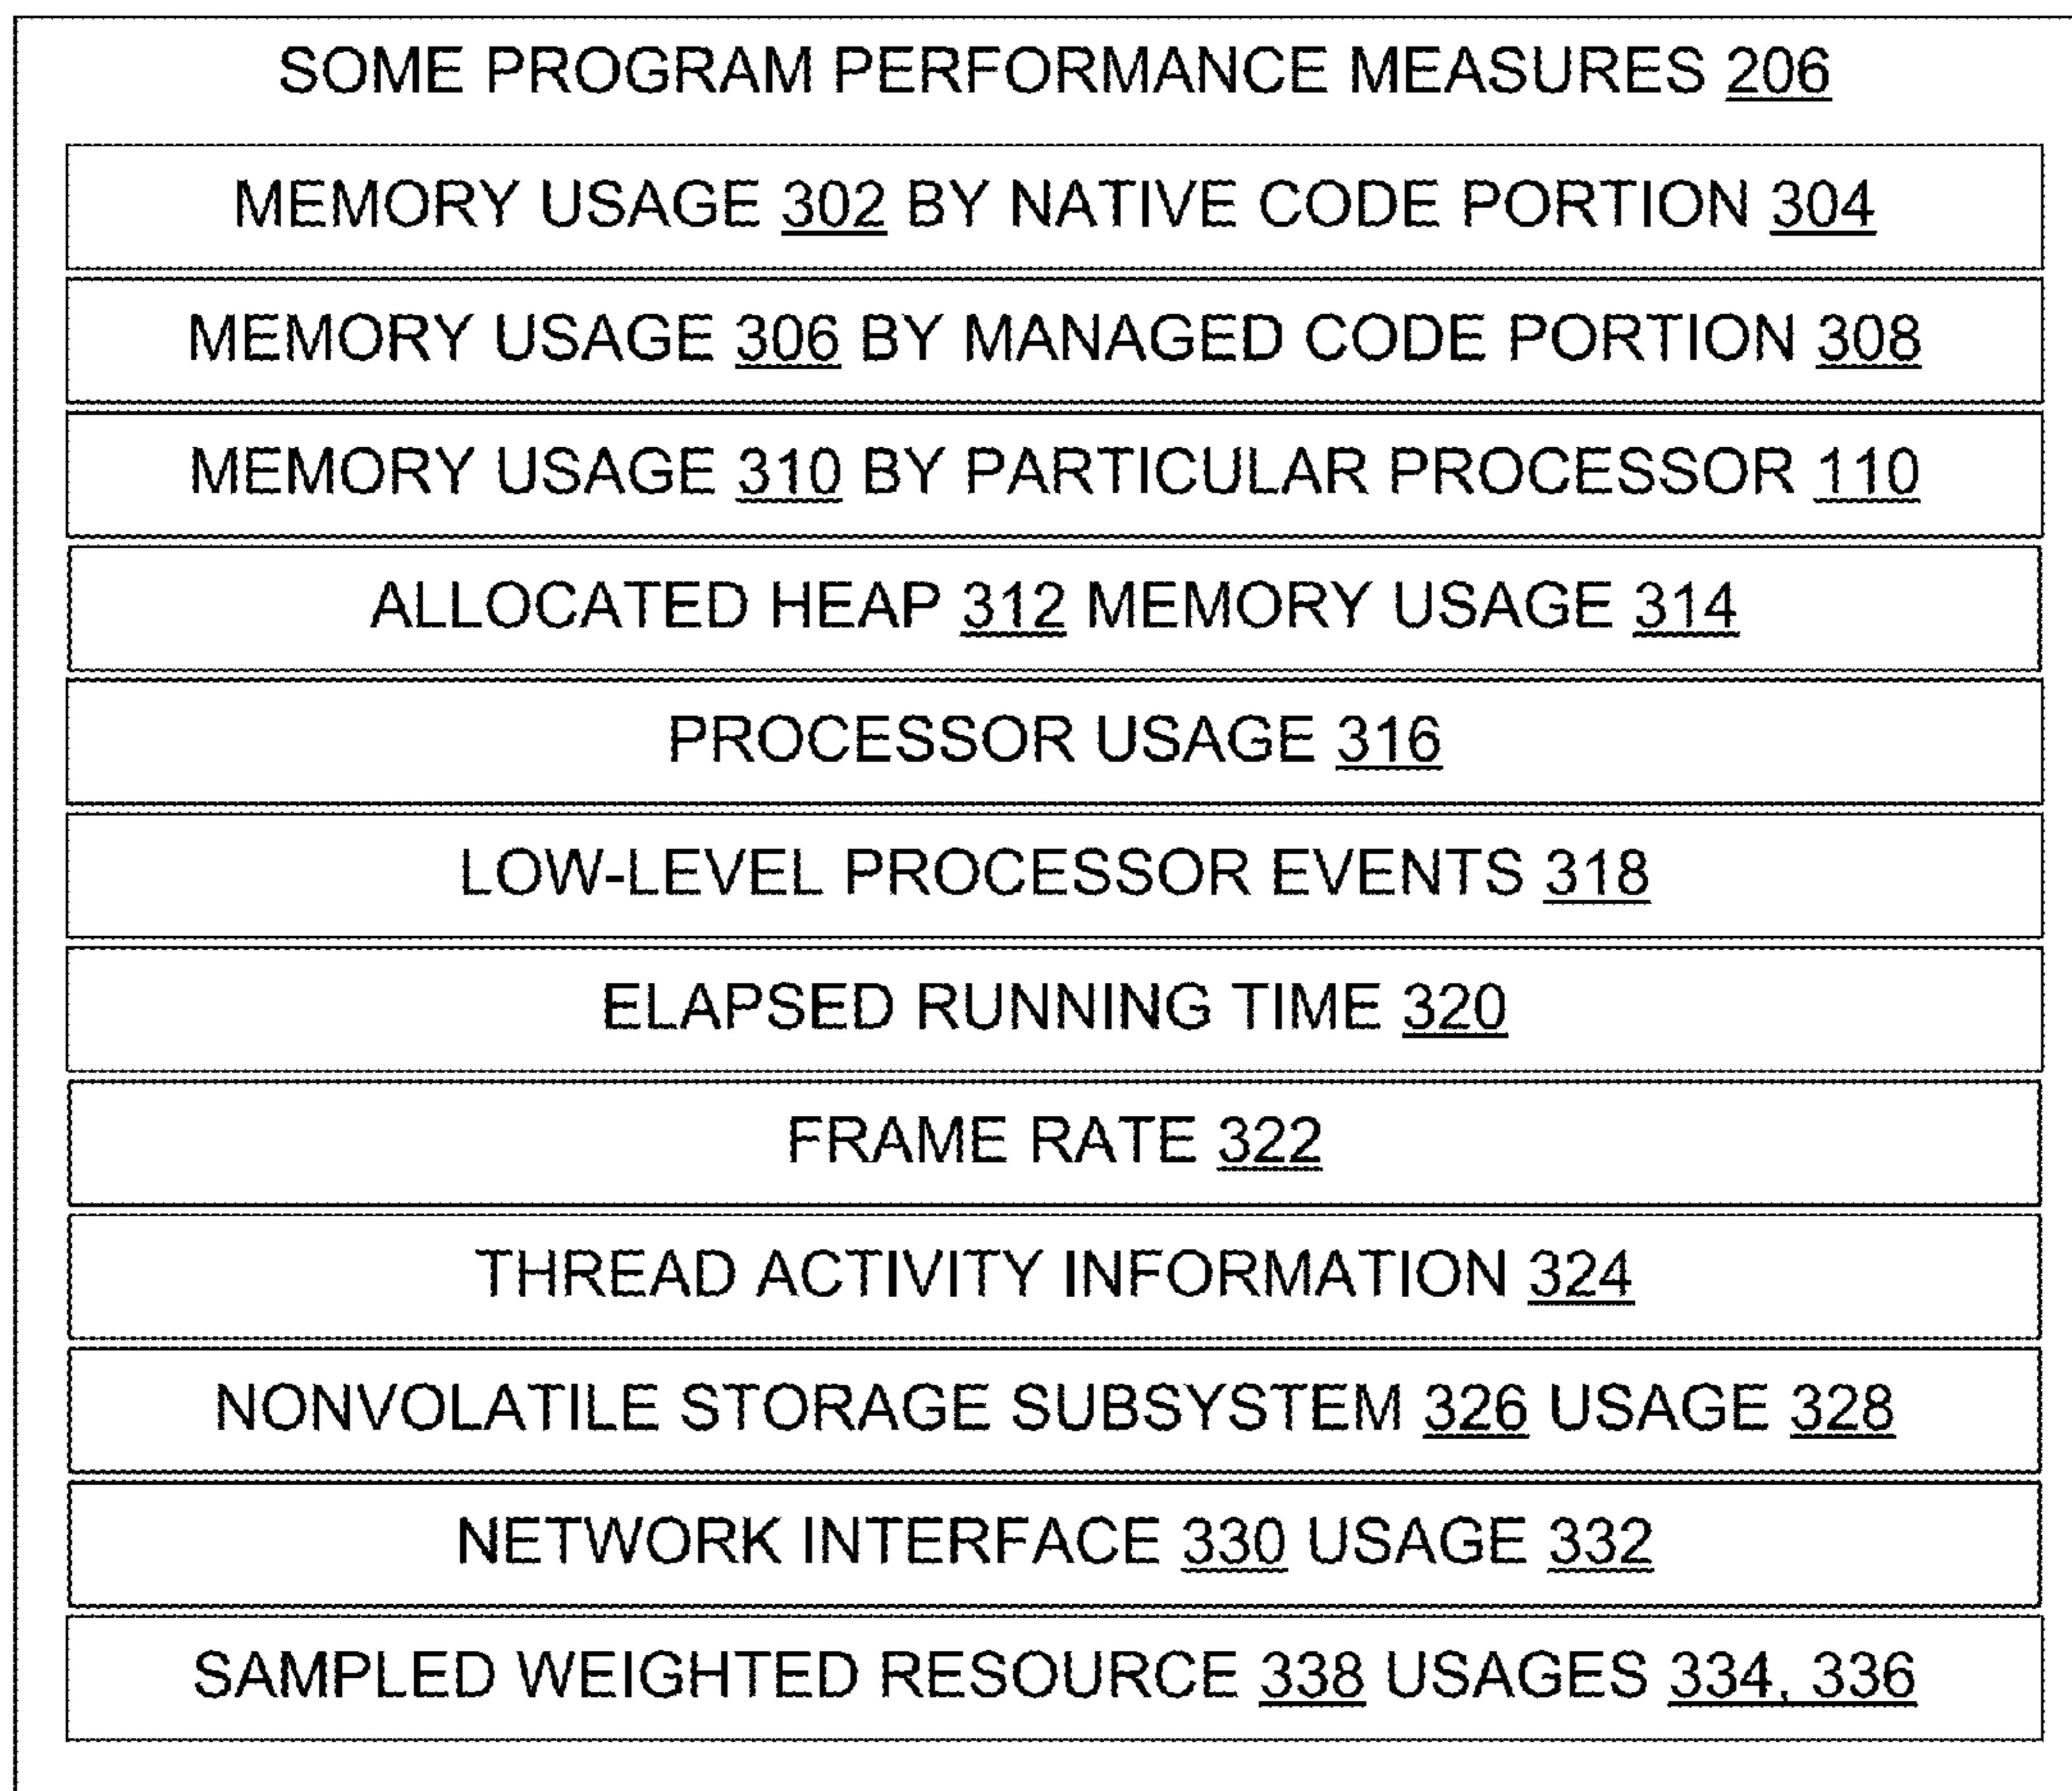 SOME PROGRAM PERFORMANCE MEASURES 206
MEMORY USAGE 302 BY NATIVE CODE PORTION 304
MEMORY USAGE 306 BY MANAGED CODE PORTION 308
MEMORY USAGE 310 BY PARTICULAR PROCESSOR 110
ALLOCATED HEAP 312 MEMORY USAGE 314
PROCESSOR USAGE 316
LOW-LEVEL PROCESSOR EVENTS 318
ELAPSED RUNNING TIME 320
FRAME RATE 322
THREAD ACTIVITY INFORMATION 324
NONVOLATILE STORAGE SUBSYSTEM 326 USAGE 328
NETWORK INTERFACE 330 USAGE 332
SAMPLED WEIGHTED RESOURCE 338 USAGES 334, 336